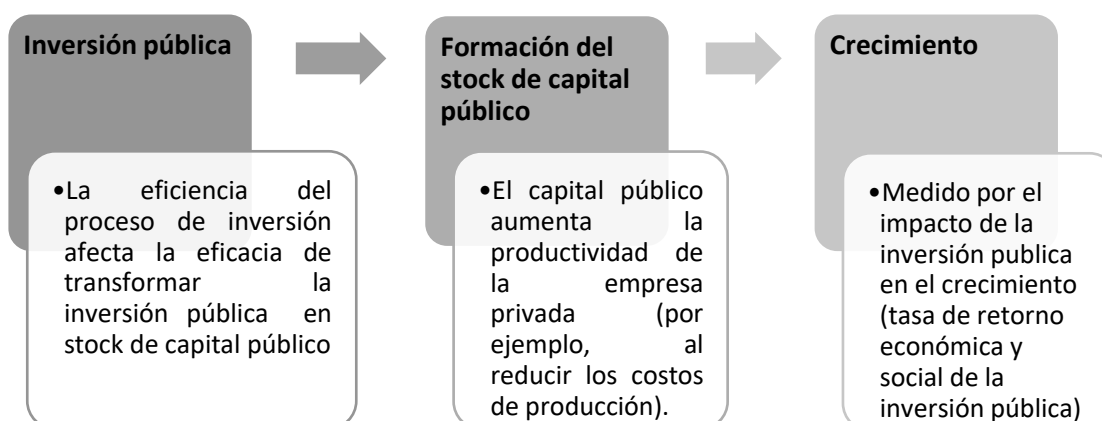 Inversión pública
•La eficiencia del
proceso de inversión
afecta la eficacia de
transformar la
inversión pública en
stock de capital público
Formación del
stock de capital
público
•El capital público
aumenta la
productividad de
la empresa
privada (por
ejemplo, al
reducir los costos
de producción).
Crecimiento
•Medido por el
impacto de la
inversión publica
en el crecimiento
(tasa de retorno
económica y
social de la
inversión pública)